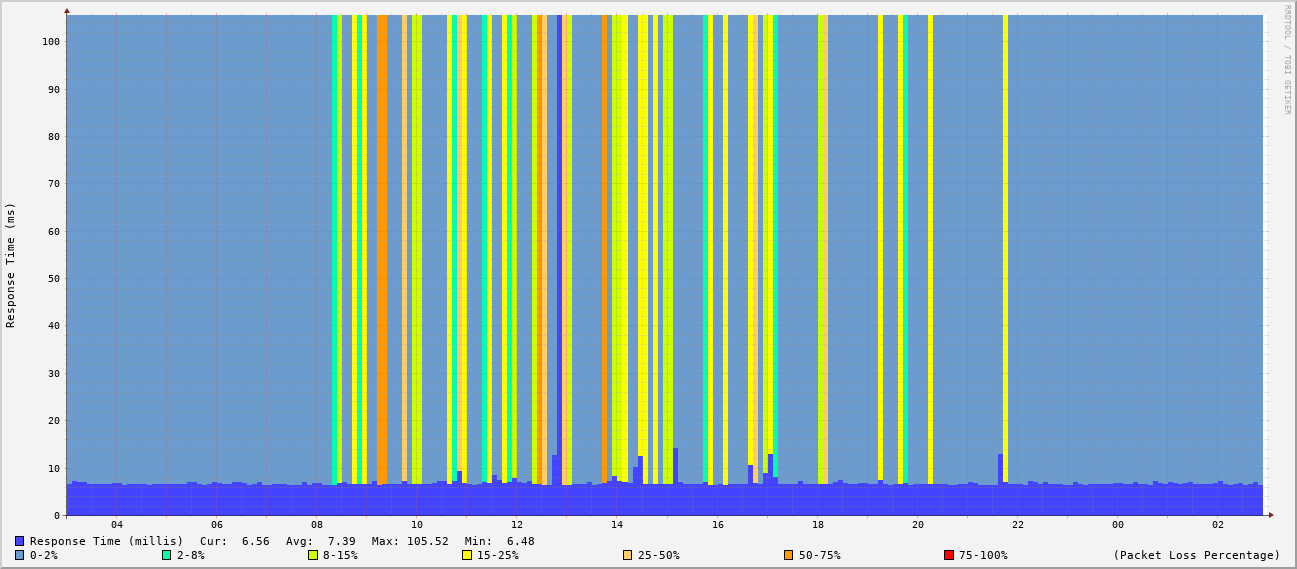 RRDTOOL / TOBI OETIKER
Response Time (ms)
100
90
80
70
60
50
40
30
20
10
0
04 06 08 10 12 14 16 18 20 22 00 02
Response Time (millis) Cur: 6.56 Avg: 7.39 Max: 105.52 Min: 6.48
0-2% 2-8% 8-15% 15-25% 25-50% 50-75% 75-100% (Packet Loss Percentage)